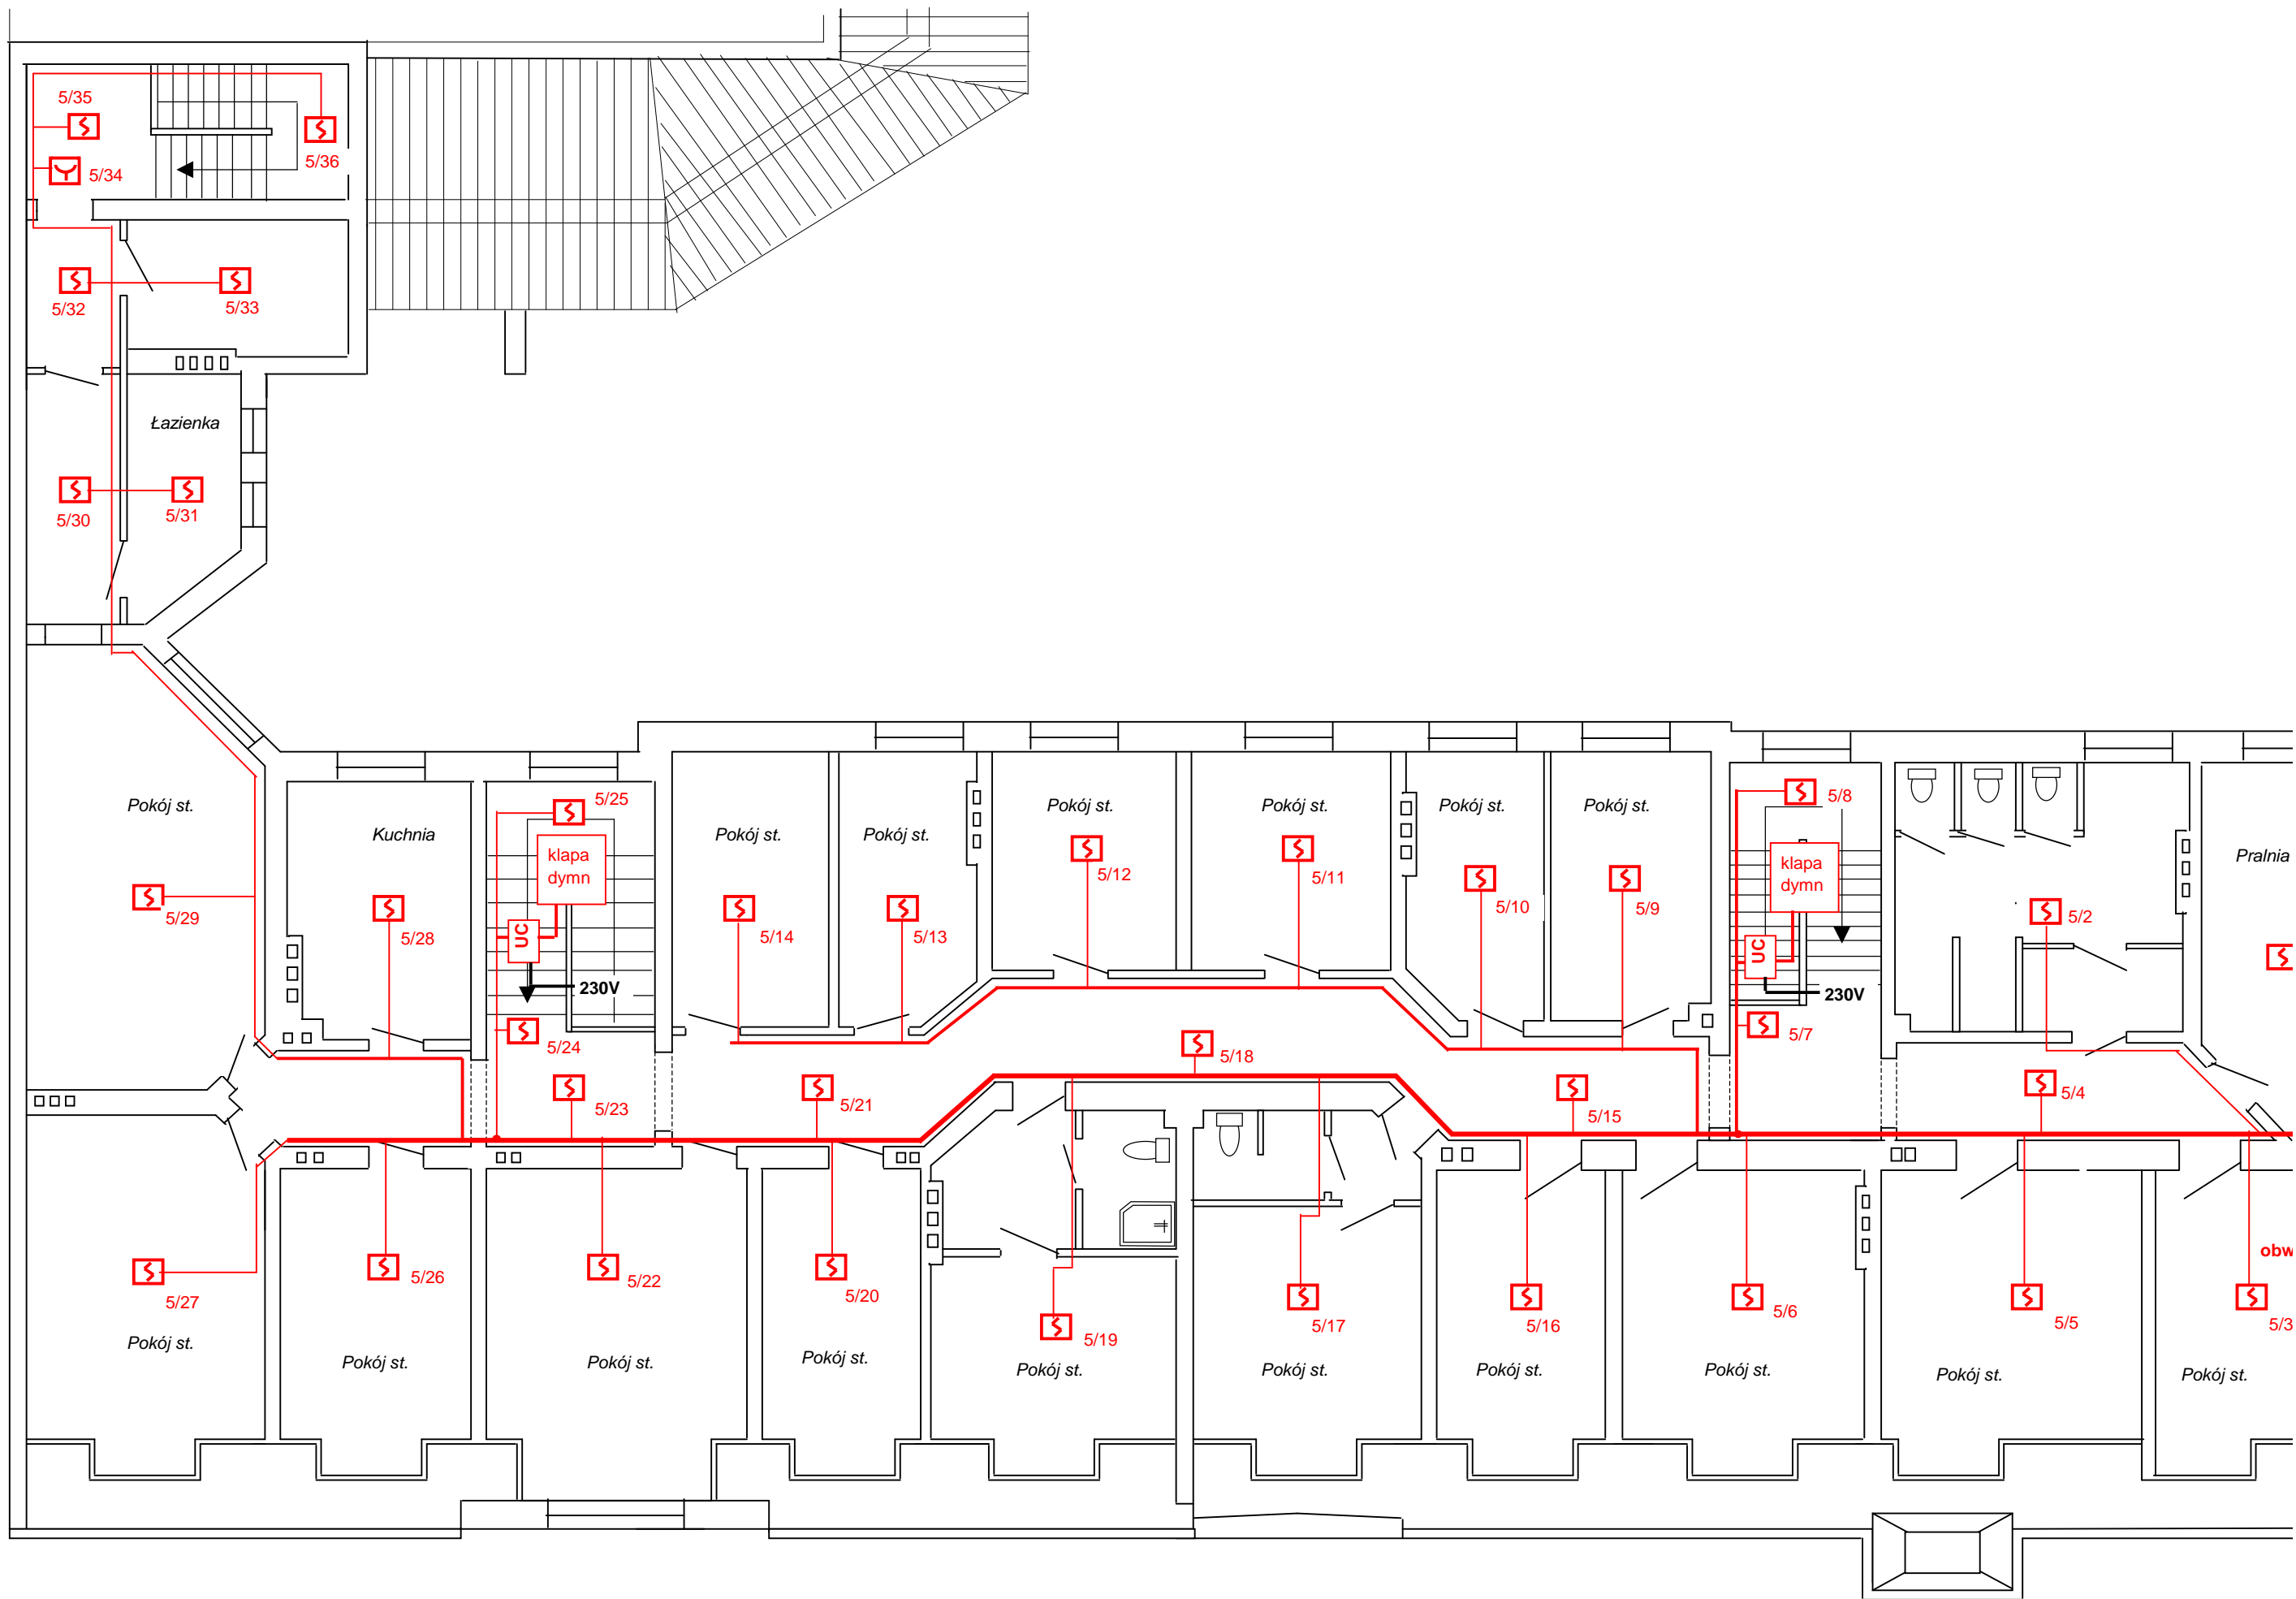 5/35
5/36
5/34
5/32
5/33
Łazienka
5/30
5/31
Pokój st.
Kuchnia
5/25
klapa
dymn
Pokój st.
Pokój st.
Pokój st.
Pokój st.
Pokój st.
Pokój st.
5/8
klapa
dymn
Pralnia
5/29
5/28
UC
230V
5/24
5/14
5/13
5/12
5/11
5/10
5/9
UC
230V
5/7
5/2
5/23
5/21
5/18
5/15
5/4
5/27
5/26
5/22
5/20
5/19
5/17
5/16
5/6
5/5
obw
5/3
Pokój st.
Pokój st.
Pokój st.
Pokój st.
Pokój st.
Pokój st.
Pokój st.
Pokój st.
Pokój st.
Pokój st.